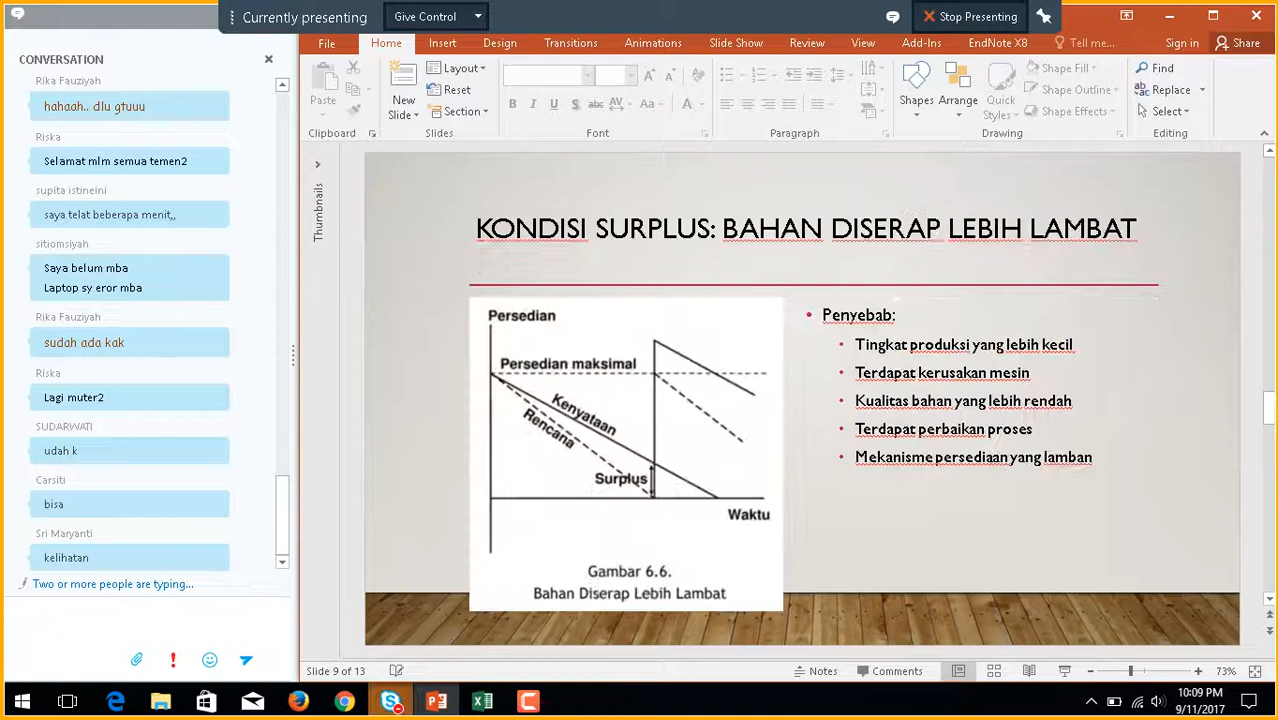 Currently presenting
Give Control
Stop Presenting
CONVERSATION
Rika Fauziyah
hahaah.. dlu gtuuu
Riska
Selamat mlm semua temen2
supita istineini
saya telat beberapa menit,,
sitiomsiyah
Saya belum mba
Laptop sy eror mba
Rika Fauziyah
sudah ada kak
Riska
Lagi muter2
SUDARWATI
udah k
Carsiti
bisa
Sri Maryanti
kelihatan
Two or more people are typing...
File Home Insert Design Transitions Animations Slide Show Review View Add-Ins EndNote X8 Tell me... Sign in Share
Paste
Clipboard
New Slide
Layout
Reset
Section
Slides
B I U S abc AV Aa A
Font
Paragraph
Shapes
Arrange
Quick Styles
Shape Fill
Shape Outline
Shape Effects
Drawing
Find
Replace
Select
Editing
Thumbnails
KONDISI SURPLUS: BAHAN DISERAP LEBIH LAMBAT
Persedian
Persedian maksimal
Kenyataan
Rencana
Surplus
Waktu
Gambar 6.6.
Bahan Diserap Lebih Lambat
• Penyebab:
• Tingkat produksi yang lebih kecil
• Terdapat kerusakan mesin
• Kualitas bahan yang lebih rendah
• Terdapat perbaikan proses
• Mekanisme persediaan yang lamban
Slide 9 of 13
Notes
Comments
73%
10:09 PM
9/11/2017